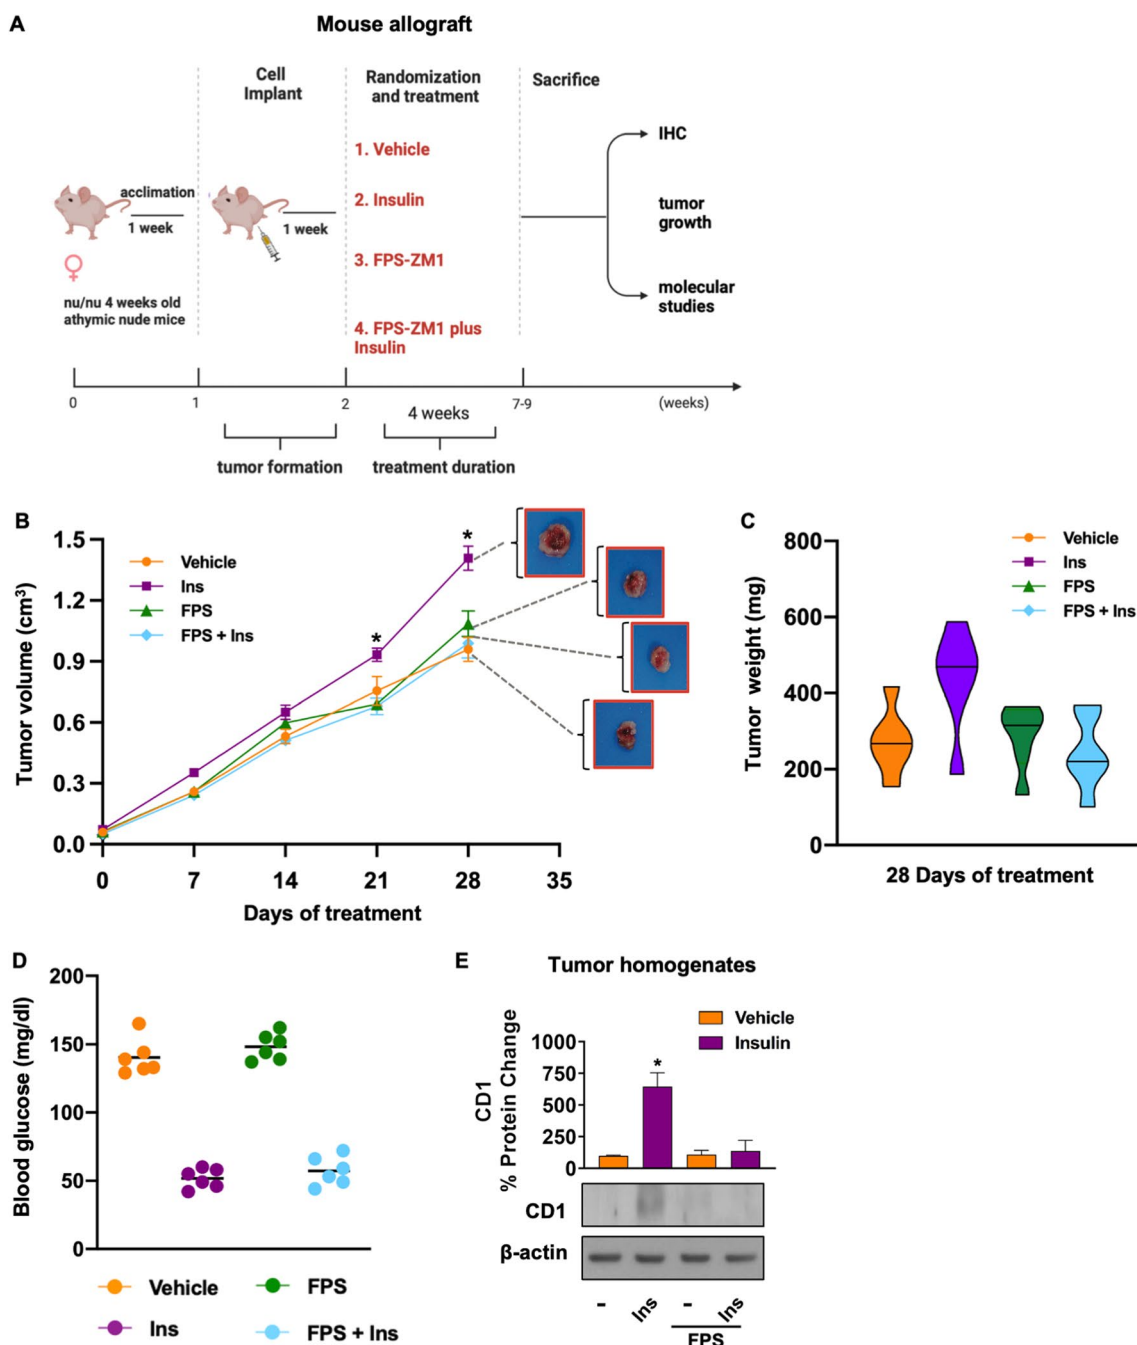 A
Mouse allograft
Cell
Implant
Randomization
and treatment
Sacrifice
1. Vehicle
2. Insulin
3. FPS-ZM1
4. FPS-ZM1 plus
Insulin
acclimation
1 week
1 week
♀
nu/nu 4 weeks old
athymic nude mice
IHC
tumor
growth
molecular
studies
0
1
2
4 weeks
7-9
(weeks)
tumor formation
treatment duration
B
Tumor volume (cm³)
1.5
1.2
0.9
0.6
0.3
0.0
Vehicle
Ins
FPS
FPS + Ins
*
*
0
7
14
21
28
35
Days of treatment
C
Tumor weight (mg)
800
600
400
200
0
Vehicle
Ins
FPS
FPS + Ins
28 Days of treatment
D
Blood glucose (mg/dl)
200
150
100
50
0
Vehicle
FPS
Ins
FPS + Ins
E
Tumor homogenates
Vehicle
Insulin
CD1
% Protein Change
1000
750
500
250
0
*
CD1
β-actin
-
Ins
-
Ins
FPS